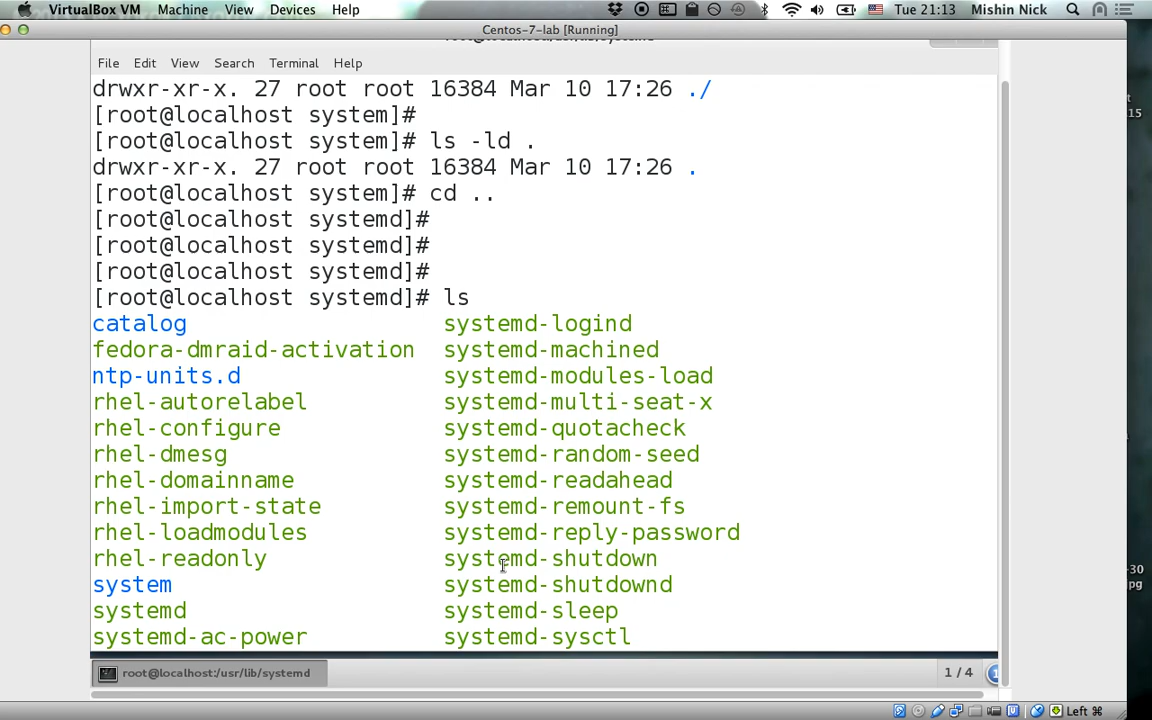 VirtualBox VM Machine View Devices Help Tue 21:13 Mishin Nick
Centos-7-lab [Running]
File Edit View Search Terminal Help
drwxr-xr-x. 27 root root 16384 Mar 10 17:26 ./
[root@localhost system]#
[root@localhost system]# ls -ld .
drwxr-xr-x. 27 root root 16384 Mar 10 17:26 .
[root@localhost system]# cd ..
[root@localhost systemd]#
[root@localhost systemd]#
[root@localhost systemd]#
[root@localhost systemd]# ls
catalog systemd-logind
fedora-dmraid-activation systemd-machined
ntp-units.d systemd-modules-load
rhel-autorelabel systemd-multi-seat-x
rhel-configure systemd-quotacheck
rhel-dmesg systemd-random-seed
rhel-domainname systemd-readahead
rhel-import-state systemd-remount-fs
rhel-loadmodules systemd-reply-password
rhel-readonly systemd-shutdown
system systemd-shutdownd
systemd systemd-sleep
systemd-ac-power systemd-sysctl
root@localhost:/usr/lib/systemd 1 / 4
Left ⌘
t
15
-30
jpg